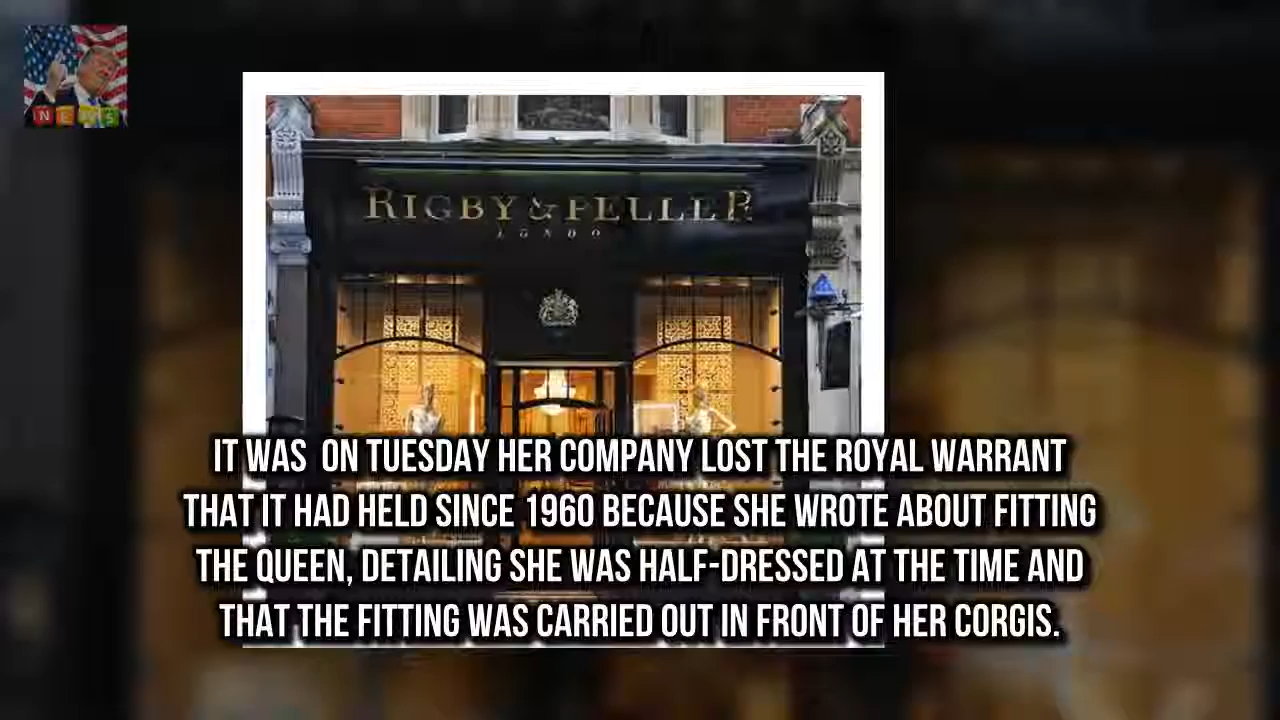 NEWS
RIGBY & PELLER
LONDO
IT WAS  ON TUESDAY HER COMPANY LOST THE ROYAL WARRANT
THAT IT HAD HELD SINCE 1960 BECAUSE SHE WROTE ABOUT FITTING
THE QUEEN, DETAILING SHE WAS HALF-DRESSED AT THE TIME AND
THAT THE FITTING WAS CARRIED OUT IN FRONT OF HER CORGIS.